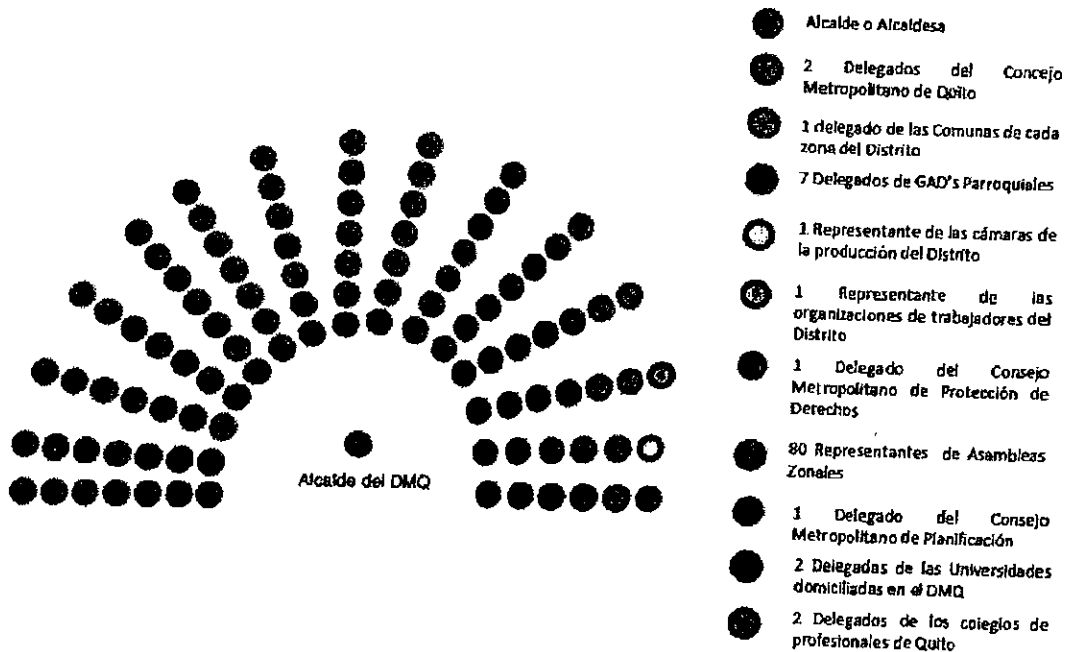 Alcalde o Alcaldesa
2 Delegados del Concejo
Metropolitano de Quito
1 delegado de las Comunas de cada
zona del Distrito
7 Delegados de GAD's Parroquiales
1 Representante de las cámaras de
la producción del Distrito
1 Representante de las
organizaciones de trabajadores del
Distrito
1 Delegado del Consejo
Metropolitano de Protección de
Derechos
80 Representantes de Asambleas
Zonales
1 Delegado del Consejo
Metropolitano de Planificación
2 Delegadas de las Universidades
domiciliadas en el DMQ
2 Delegados de los colegios de
profesionales de Quito
Alcalde del DMQ